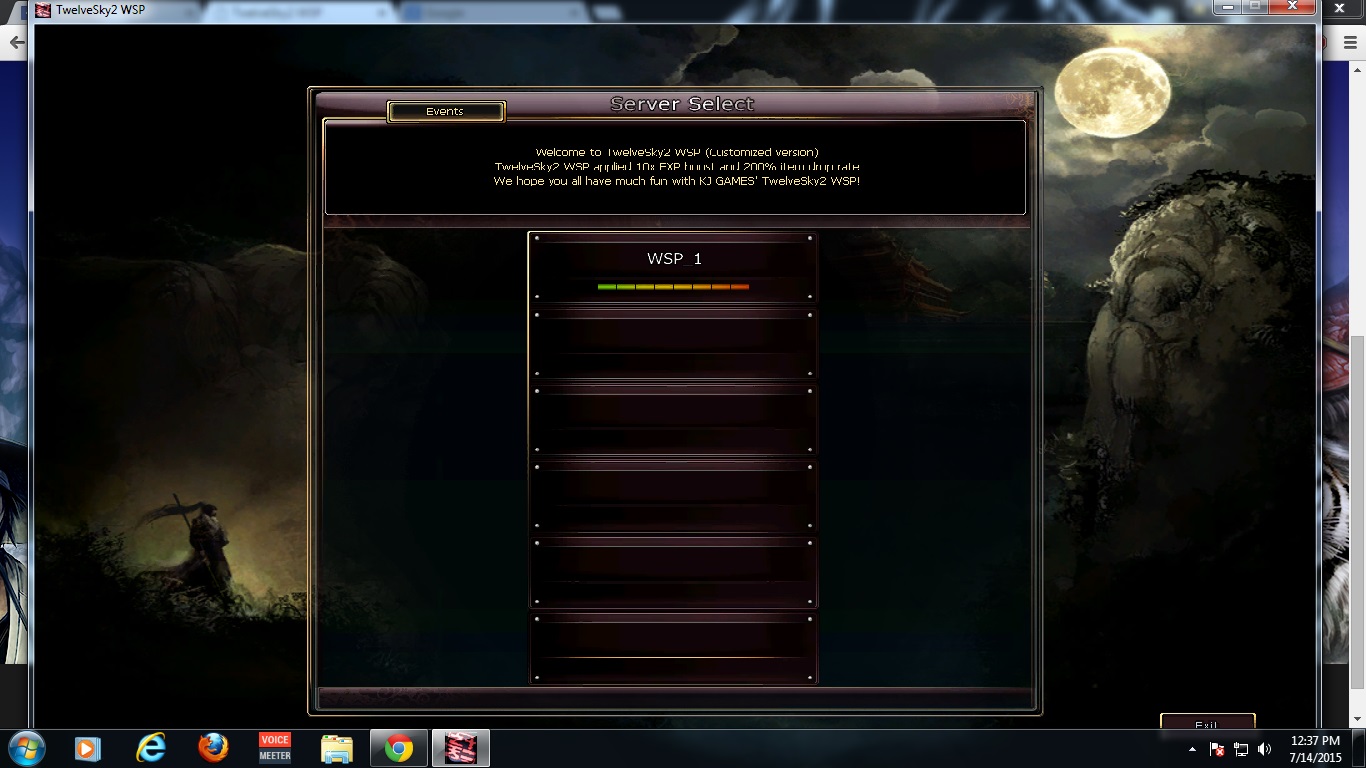 TwelveSky2 WSP
Server Select
Events
Welcome to TwelveSky2 WSP (Customized version)
TwelveSky2 WSP applied 10x EXP boost and 200% item drop rate
We hope you all have much fun with KJ GAMES' TwelveSky2 WSP!
WSP_1
Exit
VOICE
MEETER
12:37 PM
7/14/2015